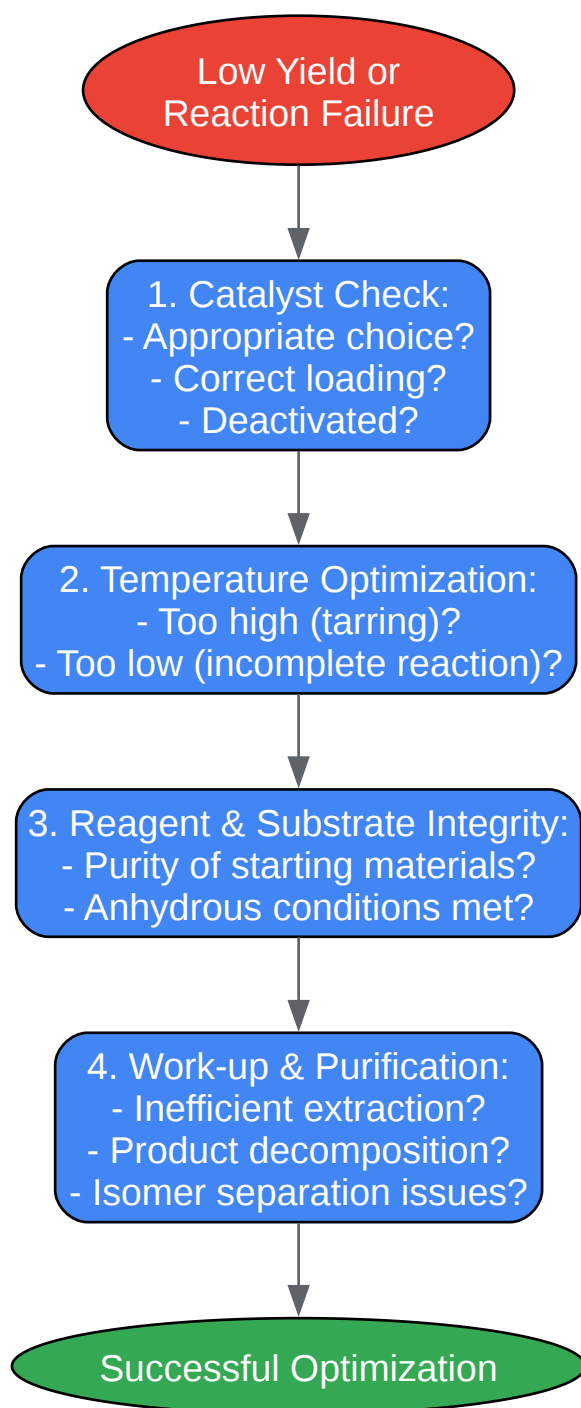 Low Yield or
Reaction Failure
1. Catalyst Check:
- Appropriate choice?
- Correct loading?
- Deactivated?
2. Temperature Optimization:
- Too high (tarring)?
- Too low (incomplete reaction)?
3. Reagent & Substrate Integrity:
- Purity of starting materials?
- Anhydrous conditions met?
4. Work-up & Purification:
- Inefficient extraction?
- Product decomposition?
- Isomer separation issues?
Successful Optimization